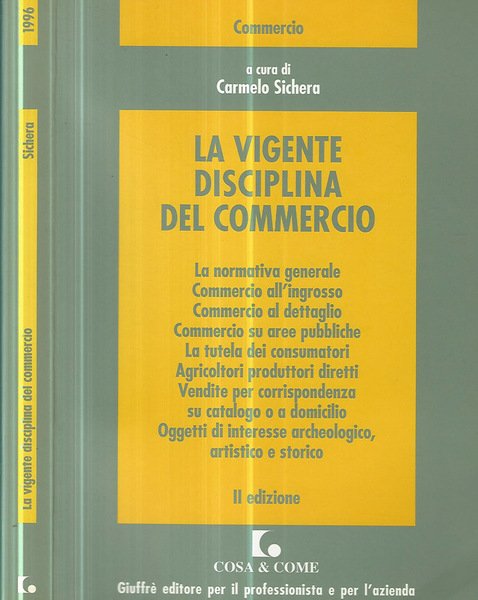 1996
Sichera
La vigente disciplina del commercio
Commercio
a cura di
Carmelo Sichera
LA VIGENTE
DISCIPLINA
DEL COMMERCIO
La normativa generale
Commercio all'ingrosso
Commercio al dettaglio
Commercio su aree pubbliche
La tutela dei consumatori
Agricoltori produttori diretti
Vendite per corrispondenza
su catalogo o a domicilio
Oggetti di interesse archeologico,
artistico e storico
II edizione
COSA & COME
Giuffrè editore per il professionista e per l'azienda